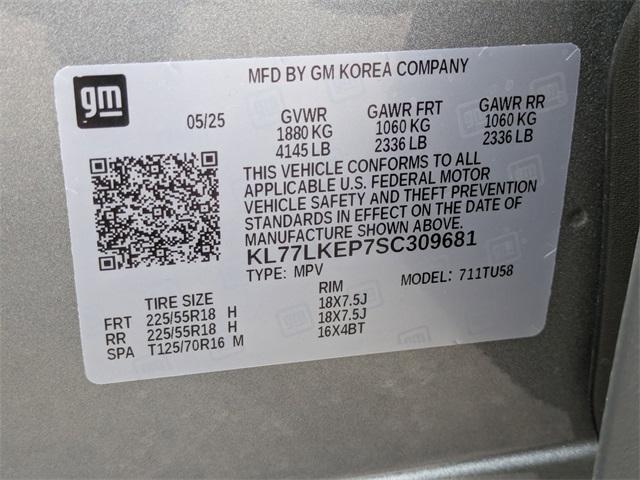 MFD BY GM KOREA COMPANY
gm
05/25 GVWR GAWR FRT GAWR RR
1880 KG 1060 KG 1060 KG
4145 LB 2336 LB 2336 LB
THIS VEHICLE CONFORMS TO ALL
APPLICABLE U.S. FEDERAL MOTOR
VEHICLE SAFETY AND THEFT PREVENTION
STANDARDS IN EFFECT ON THE DATE OF
MANUFACTURE SHOWN ABOVE.
KL77LKEP7SC309681
TYPE: MPV MODEL: 711TU58
TIRE SIZE RIM
FRT 225/55R18 H 18X7.5J
RR 225/55R18 H 18X7.5J
SPA T125/70R16 M 16X4BT